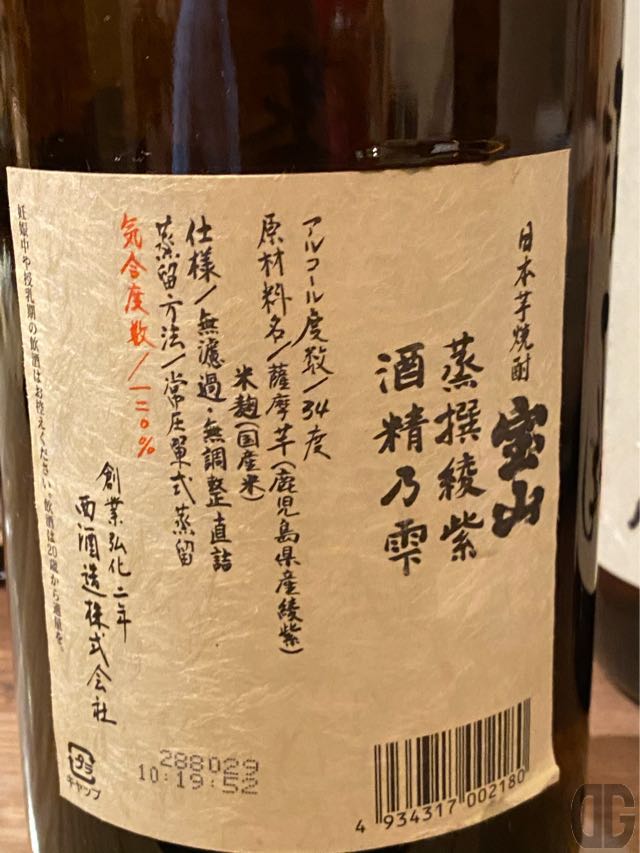 日本芋焼酎
宝山
蒸撰綾紫
酒精乃雫
アルコール度数/34度
原材料名/薩摩芋(鹿児島県産綾紫)
米麹(国産米)
仕様/無濾過・無調整直詰
蒸留方法/常圧単式蒸留
気合度数/一二〇%
創業弘化二年
西酒造株式会社
妊娠中や授乳期の飲酒はお控えください。飲酒は20歳から適量を。
タミ
キャップ
288029
10:19:52
4 934317 002180
DG